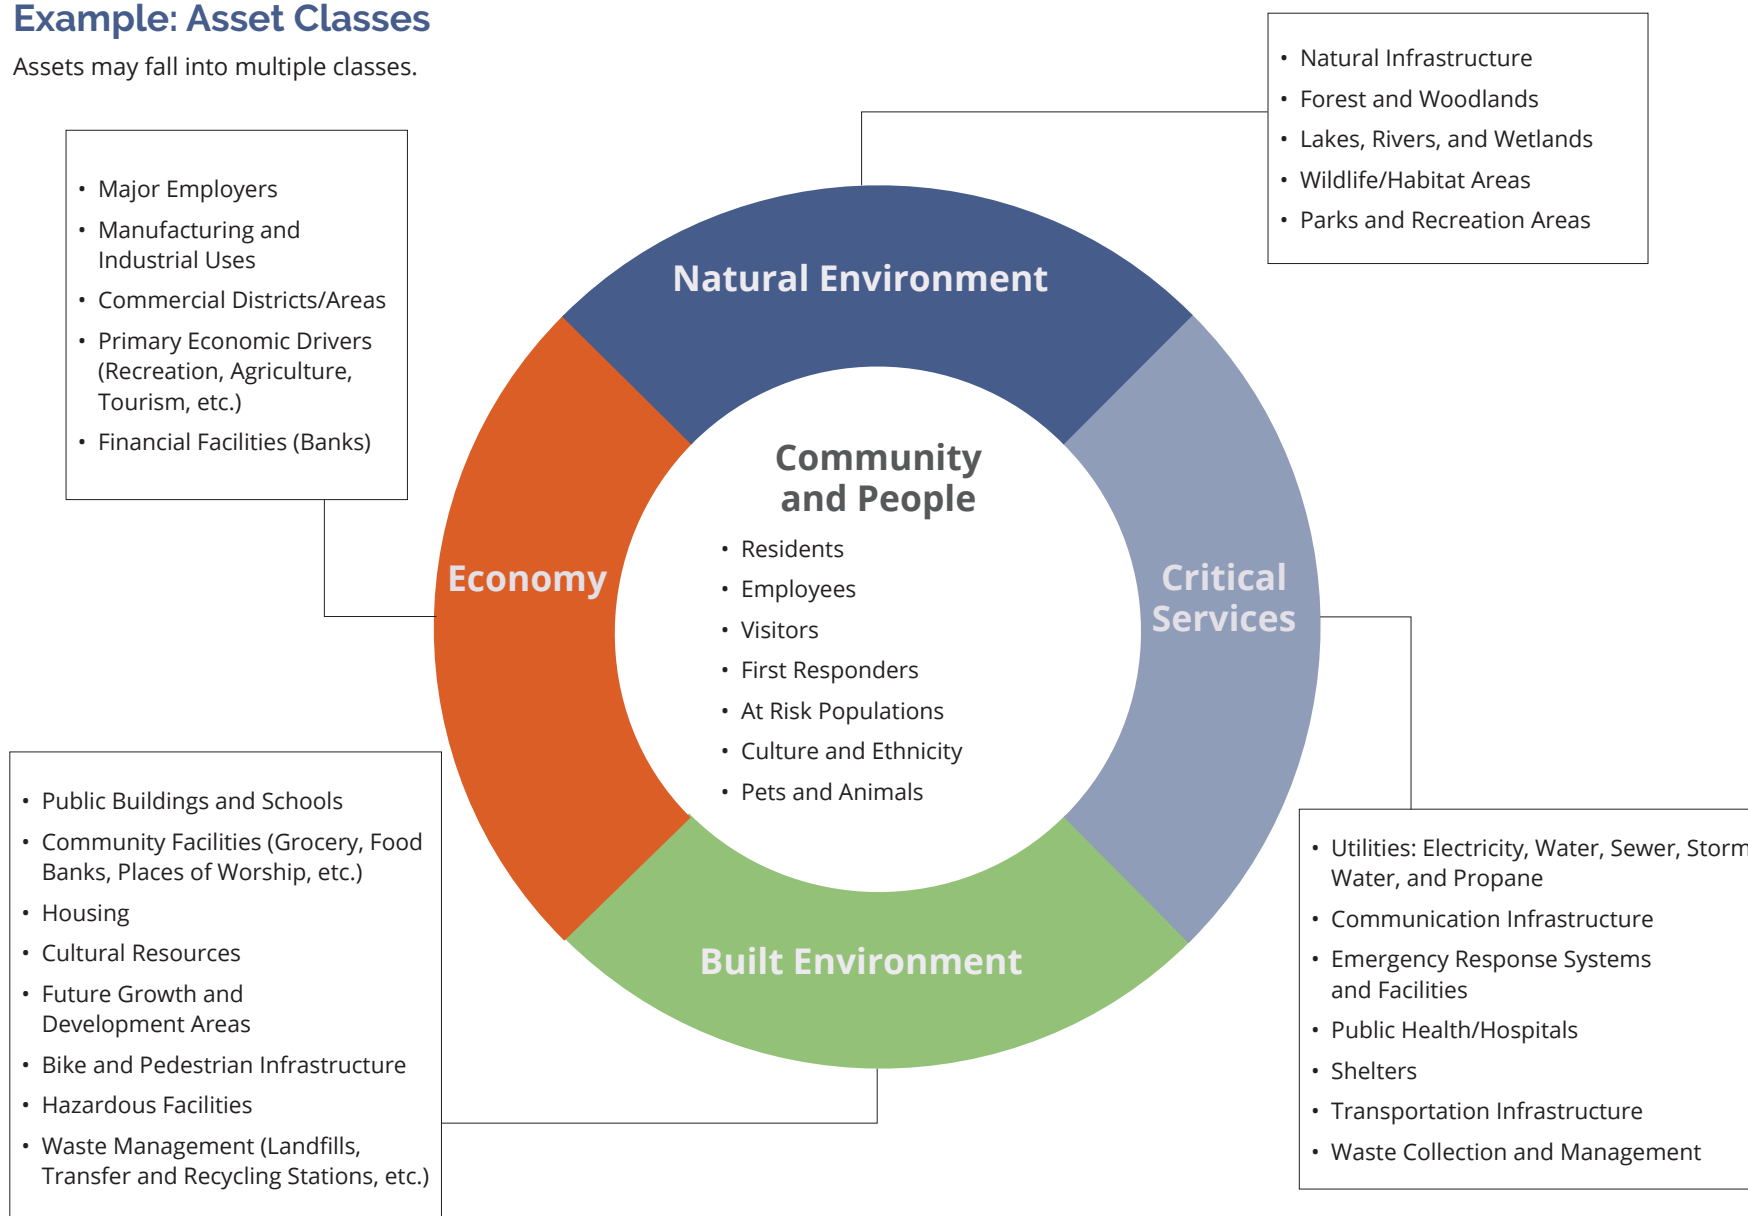 Example: Asset Classes
Assets may fall into multiple classes.
• Natural Infrastructure
• Forest and Woodlands
• Lakes, Rivers, and Wetlands
• Wildlife/Habitat Areas
• Parks and Recreation Areas
• Major Employers
• Manufacturing and
Industrial Uses
• Commercial Districts/Areas
• Primary Economic Drivers
(Recreation, Agriculture,
Tourism, etc.)
• Financial Facilities (Banks)
Natural Environment
Economy
Critical
Services
Built Environment
Community
and People
• Residents
• Employees
• Visitors
• First Responders
• At Risk Populations
• Culture and Ethnicity
• Pets and Animals
• Public Buildings and Schools
• Community Facilities (Grocery, Food
Banks, Places of Worship, etc.)
• Housing
• Cultural Resources
• Future Growth and
Development Areas
• Bike and Pedestrian Infrastructure
• Hazardous Facilities
• Waste Management (Landfills,
Transfer and Recycling Stations, etc.)
• Utilities: Electricity, Water, Sewer, Storm
Water, and Propane
• Communication Infrastructure
• Emergency Response Systems
and Facilities
• Public Health/Hospitals
• Shelters
• Transportation Infrastructure
• Waste Collection and Management